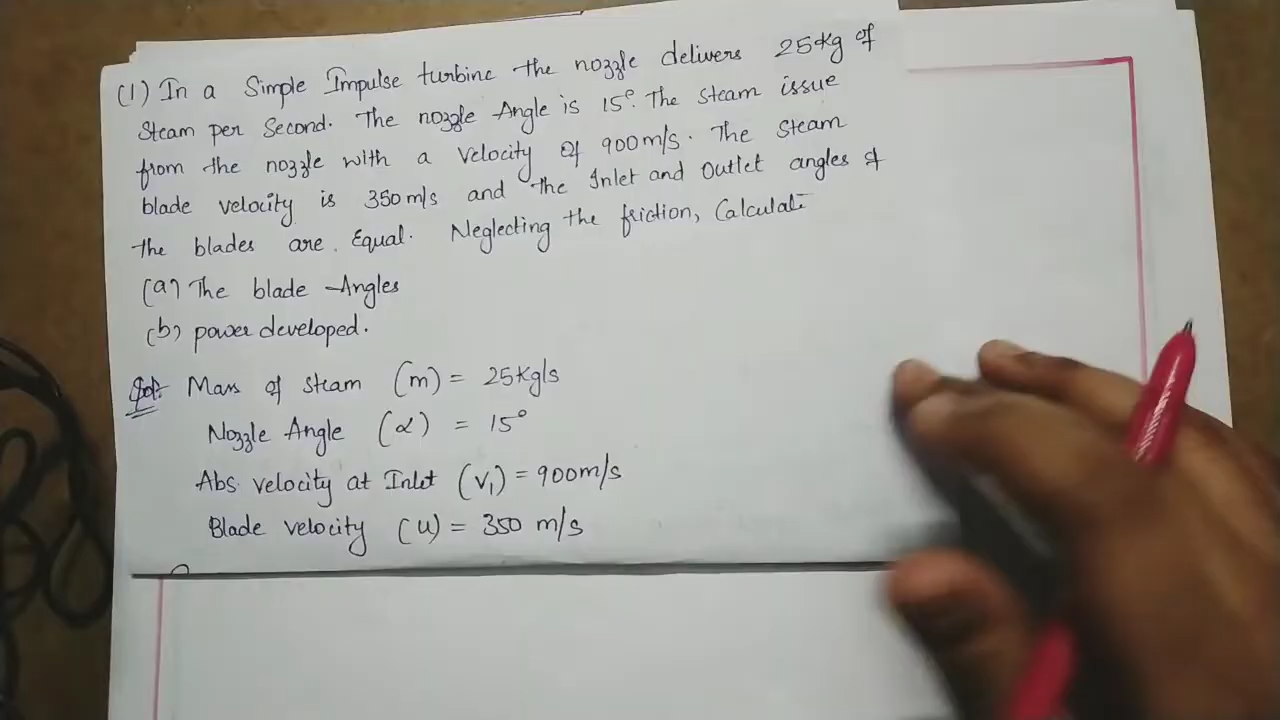 (1) In a Simple Impulse turbine the nozzle delivers 25kg of
Steam per Second. The nozzle Angle is 15°. The steam issue
from the nozzle with a velocity of 900m/s. The steam
blade velocity is 350m/s and the Inlet and Outlet angles of
the blades are Equal. Neglecting the friction, Calculate
(a) The blade Angles
(b) power developed.
Sol: Mass of steam (m) = 25kg/s
Nozzle Angle (α) = 15°
Abs velocity at Inlet (V₁) = 900m/s
Blade velocity (u) = 350 m/s